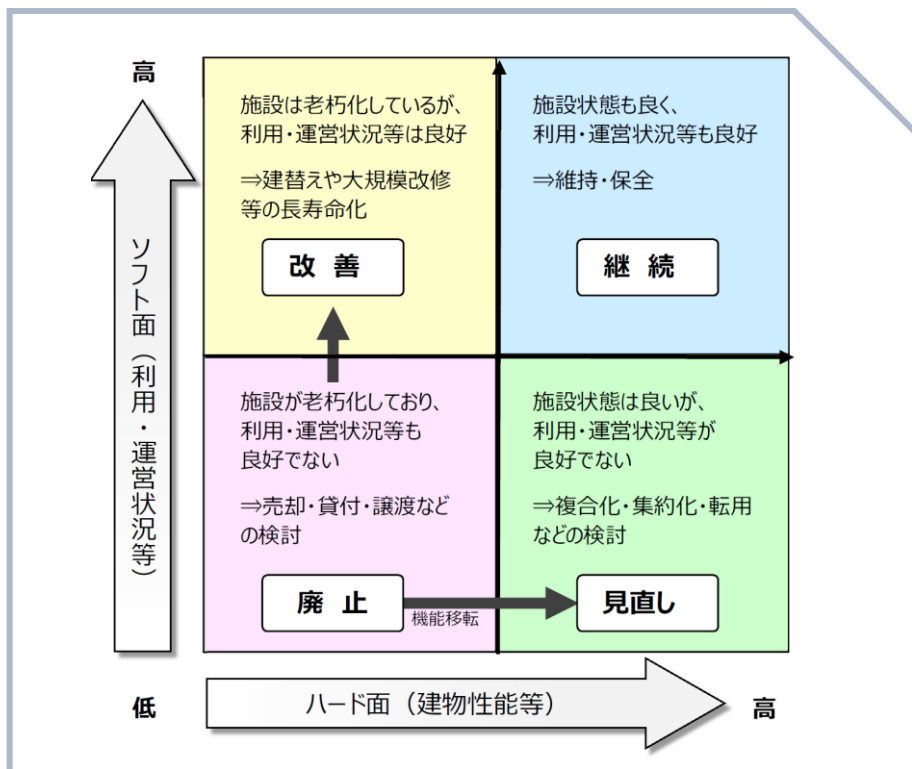 高
ソフト面（利用・運営状況等）
施設は老朽化しているが、
利用・運営状況等は良好
⇒建替えや大規模改修
等の長寿命化
改 善
施設状態も良く、
利用・運営状況等も良好
⇒維持・保全
継 続
施設が老朽化しており、
利用・運営状況等も
良好でない
⇒売却・貸付・譲渡など
の検討
廃 止
機能移転
施設状態は良いが、
利用・運営状況等が
良好でない
⇒複合化・集約化・転用
などの検討
見直し
低
ハード面（建物性能等）
高